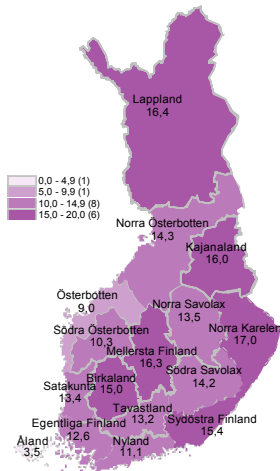 Lappland
16,4
0,0 - 4,9 (1)
5,0 - 9,9 (1)
10,0 - 14,9 (8)
15,0 - 20,0 (6)
Norra Österbotten
14,3
Kajanaland
16,0
Österbotten
9,0
Norra Savolax
13,5
Södra Österbotten
10,3
Norra Karelen
17,0
Mellersta Finland
16,3
Södra Savolax
14,2
Birkaland
15,0
Satakunta
13,4
Tavastland
13,2
Sydöstra Finland
15,4
Egentliga Finland
12,6
Nyland
11,1
Åland
3,5